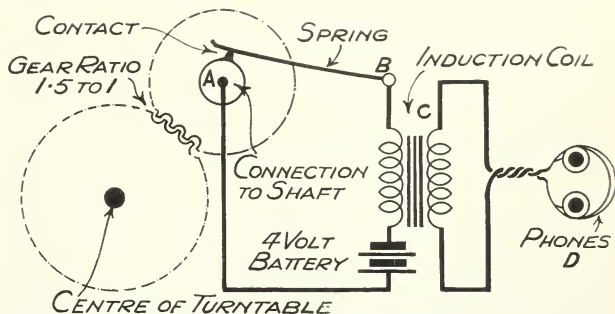 CONTACT
SPRING
B
INDUCTION COIL
GEAR RATIO
1·5 TO 1
A
C
CONNECTION
TO SHAFT
4 VOLT
BATTERY
PHONES
D
CENTRE OF TURNTABLE